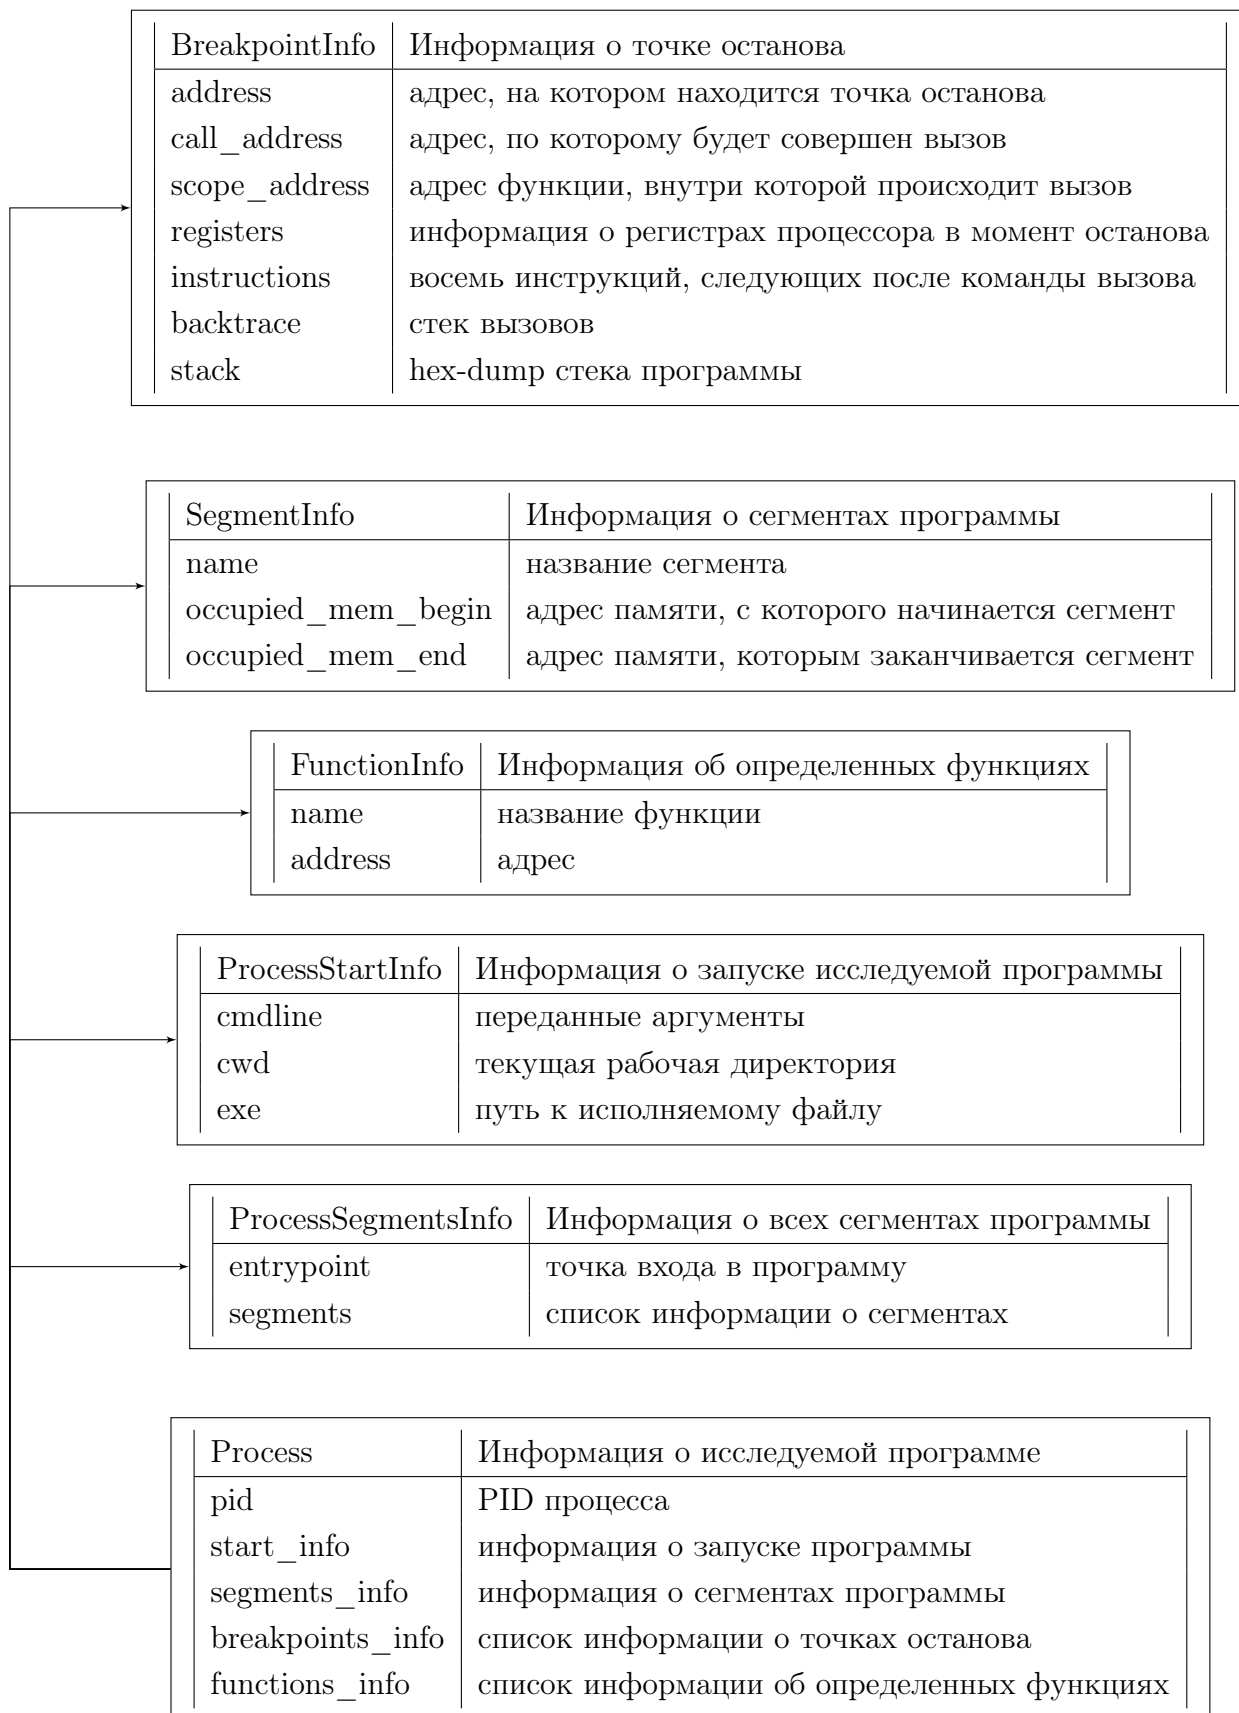 BreakpointInfo Информация о точке останова
address адрес, на котором находится точка останова
call_address адрес, по которому будет совершен вызов
scope_address адрес функции, внутри которой происходит вызов
registers информация о регистрах процессора в момент останова
instructions восемь инструкций, следующих после команды вызова
backtrace стек вызовов
stack hex-dump стека программы
SegmentInfo Информация о сегментах программы
name название сегмента
occupied_mem_begin адрес памяти, с которого начинается сегмент
occupied_mem_end адрес памяти, которым заканчивается сегмент
FunctionInfo Информация об определенных функциях
name название функции
address адрес
ProcessStartInfo Информация о запуске исследуемой программы
cmdline переданные аргументы
cwd текущая рабочая директория
exe путь к исполняемому файлу
ProcessSegmentsInfo Информация о всех сегментах программы
entrypoint точка входа в программу
segments список информации о сегментах
Process Информация о исследуемой программе
pid PID процесса
start_info информация о запуске программы
segments_info информация о сегментах программы
breakpoints_info список информации о точках останова
functions_info список информации об определенных функциях